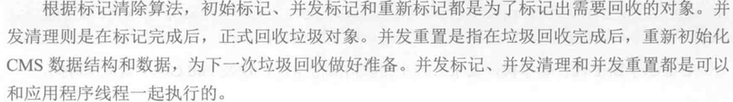 根据标记清除算法，初始标记、并发标记和重新标记都是为了标记出需要回收的对象。并
发清理则是在标记完成后，正式回收垃圾对象。并发重置是指在垃圾回收完成后，重新初始化
CMS 数据结构和数据，为下一次垃圾回收做好准备。并发标记、并发清理和并发重置都是可以
和应用程序线程一起执行的。